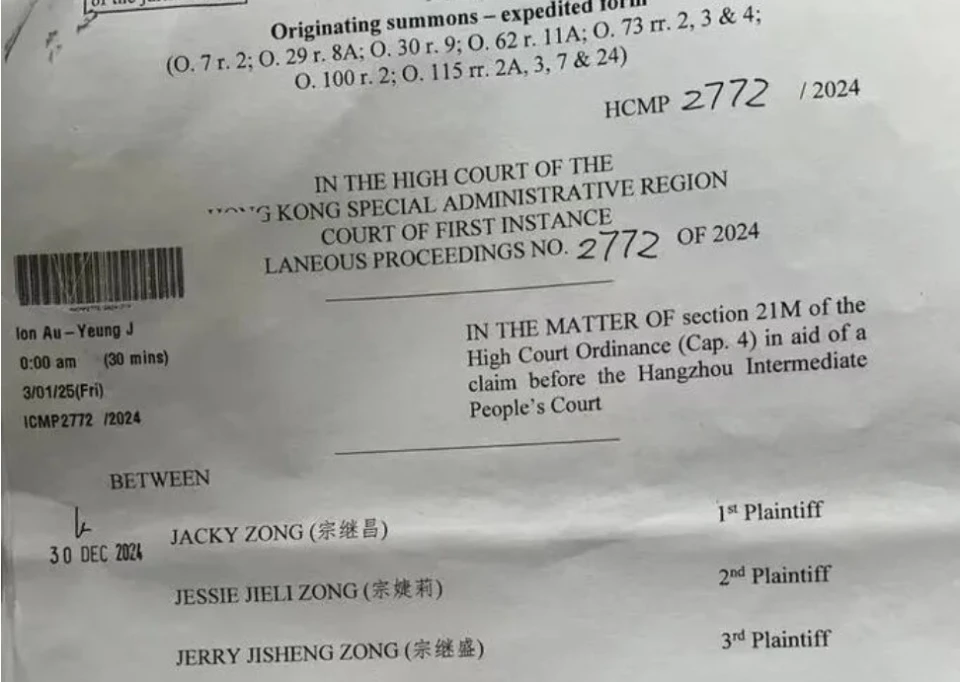 of the ju
Originating summons – expedited form
(O. 7 r. 2; O. 29 r. 8A; O. 30 r. 9; O. 62 r. 11A; O. 73 rr. 2, 3 & 4;
O. 100 r. 2; O. 115 rr. 2A, 3, 7 & 24)
HCMP 2772 / 2024
IN THE HIGH COURT OF THE
G KONG SPECIAL ADMINISTRATIVE REGION
COURT OF FIRST INSTANCE
LANEOUS PROCEEDINGS NO. 2772 OF 2024
Ion Au-Yeung J
0:00 am (30 mins)
3/01/25(Fri)
ICMP2772 /2024
IN THE MATTER OF section 21M of the
High Court Ordinance (Cap. 4) in aid of a
claim before the Hangzhou Intermediate
People's Court
BETWEEN
30 DEC 2024
JACKY ZONG (宗继昌)
1st Plaintiff
JESSIE JIELI ZONG (宗婕莉)
2nd Plaintiff
JERRY JISHENG ZONG (宗继盛)
3rd Plaintiff